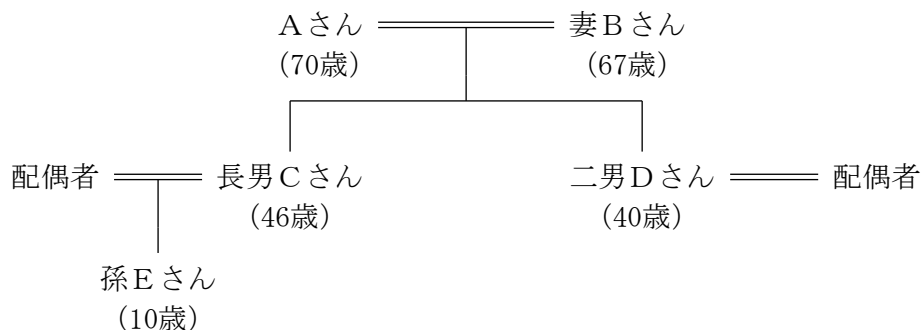 Aさん 妻Bさん
(70歳) (67歳)
配偶者 長男Cさん 二男Dさん 配偶者
(46歳) (40歳)
孫Eさん
(10歳)